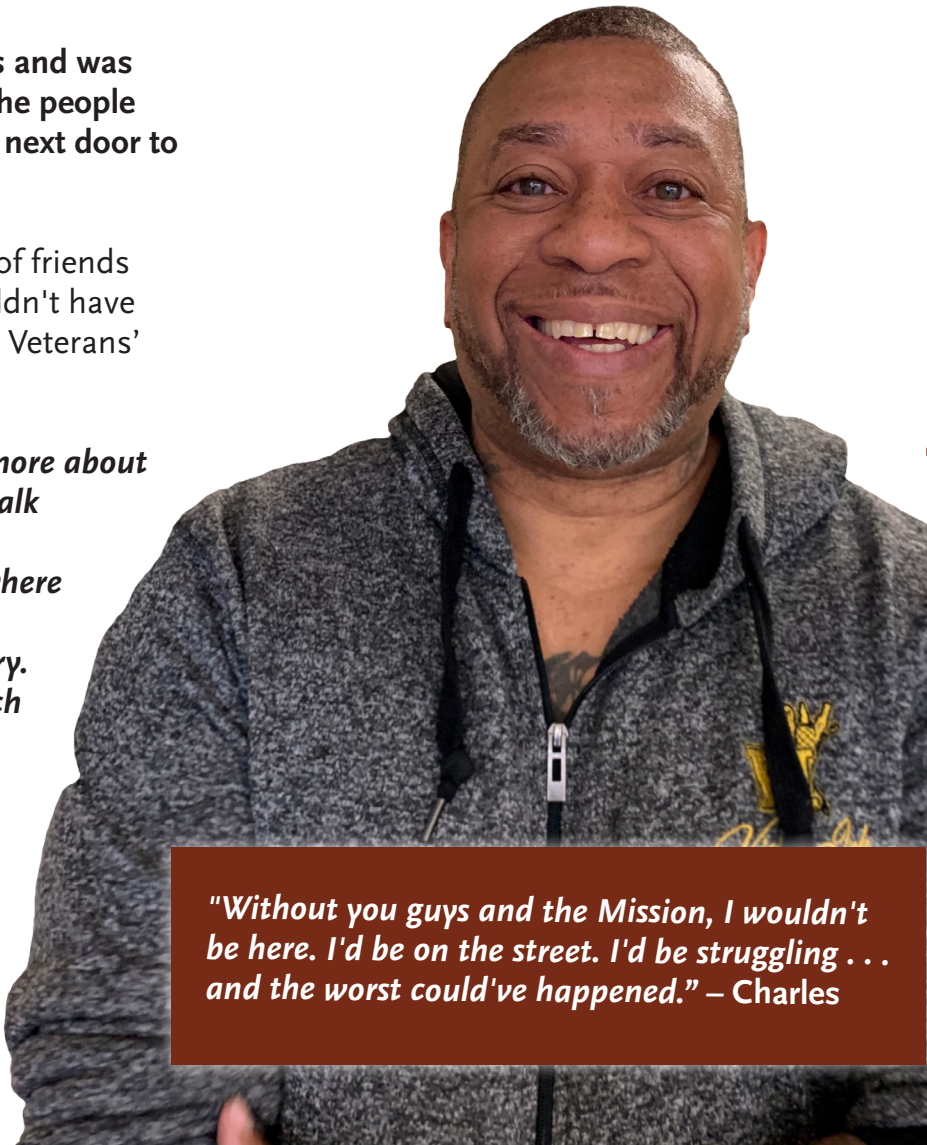 s and was
he people
next door to
of friends
ldn't have
Veterans’
more about
alk
here
ry.
ch
"Without you guys and the Mission, I wouldn't
be here. I'd be on the street. I'd be struggling . . .
and the worst could've happened.” – Charles